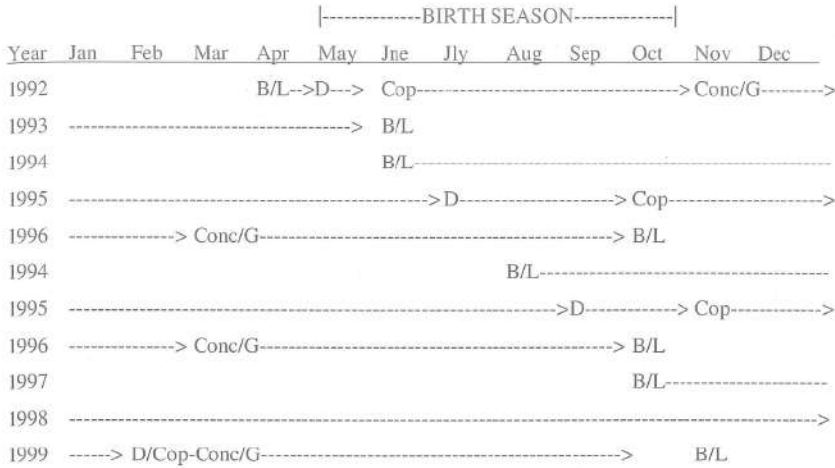 |-------------BIRTH SEASON-------------|
Year Jan Feb Mar Apr May Jne Jly Aug Sep Oct Nov Dec
1992 B/L-->D---> Cop----------------------------------->Conc/G-------->
1993 -------------------------------------> B/L
1994 B/L-------------------------------------------------------
1995 ----------------------------------------------->D---------------------> Cop--------------------->
1996 --------------> Conc/G-----------------------------------------------> B/L
1994 B/L--------------------------------------
1995 ----------------------------------------------------------------->D------------> Cop------------->
1996 --------------> Conc/G-----------------------------------------------> B/L
1997 B/L---------------------
1998 ---------------------------------------------------------------------------------------------------->
1999 ------> D/Cop-Conc/G-------------------------------------------------> B/L